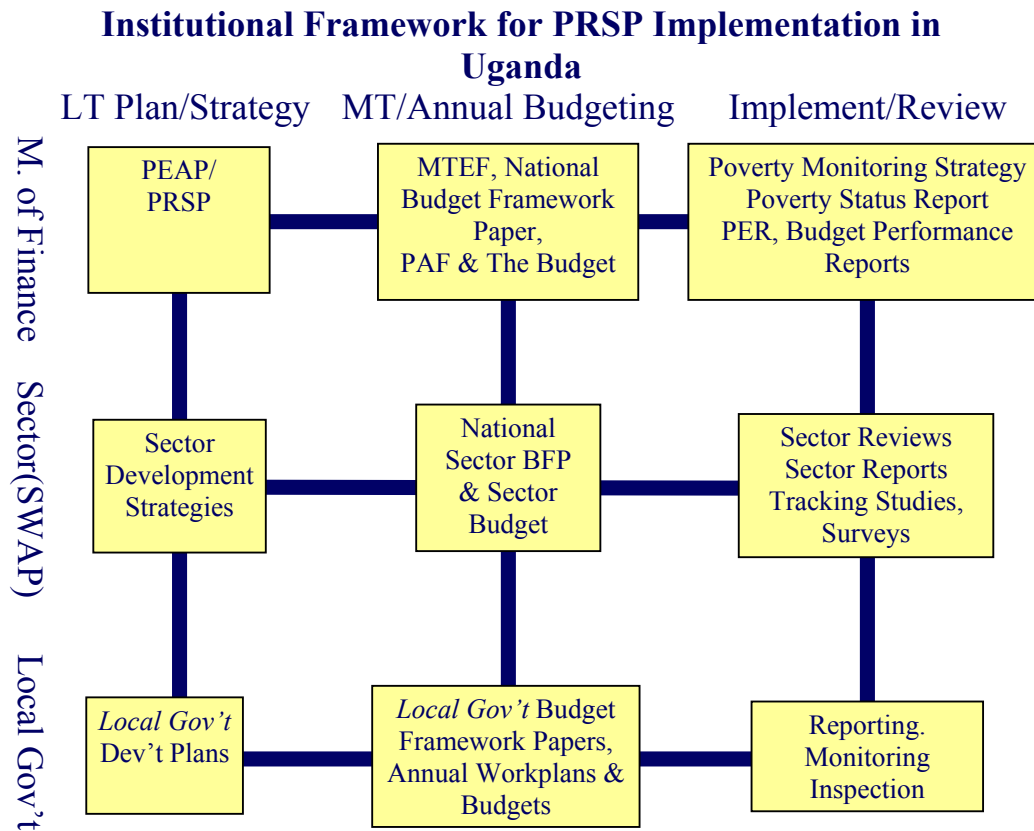 Institutional Framework for PRSP Implementation in
Uganda
LT Plan/Strategy
MT/Annual Budgeting
Implement/Review
M. of Finance
PEAP/
PRSP
MTEF, National
Budget Framework
Paper,
PAF & The Budget
Poverty Monitoring Strategy
Poverty Status Report
PER, Budget Performance
Reports
Sector(SWAP)
Sector
Development
Strategies
National
Sector BFP
& Sector
Budget
Sector Reviews
Sector Reports
Tracking Studies,
Surveys
Local Gov’t
Local Gov’t
Dev’t Plans
Local Gov’t Budget
Framework Papers,
Annual Workplans &
Budgets
Reporting.
Monitoring
Inspection